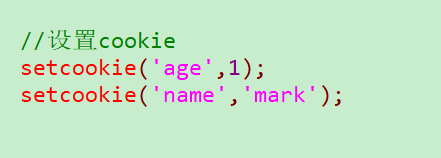 //设置cookie
setcookie('age',1);
setcookie('name','mark');